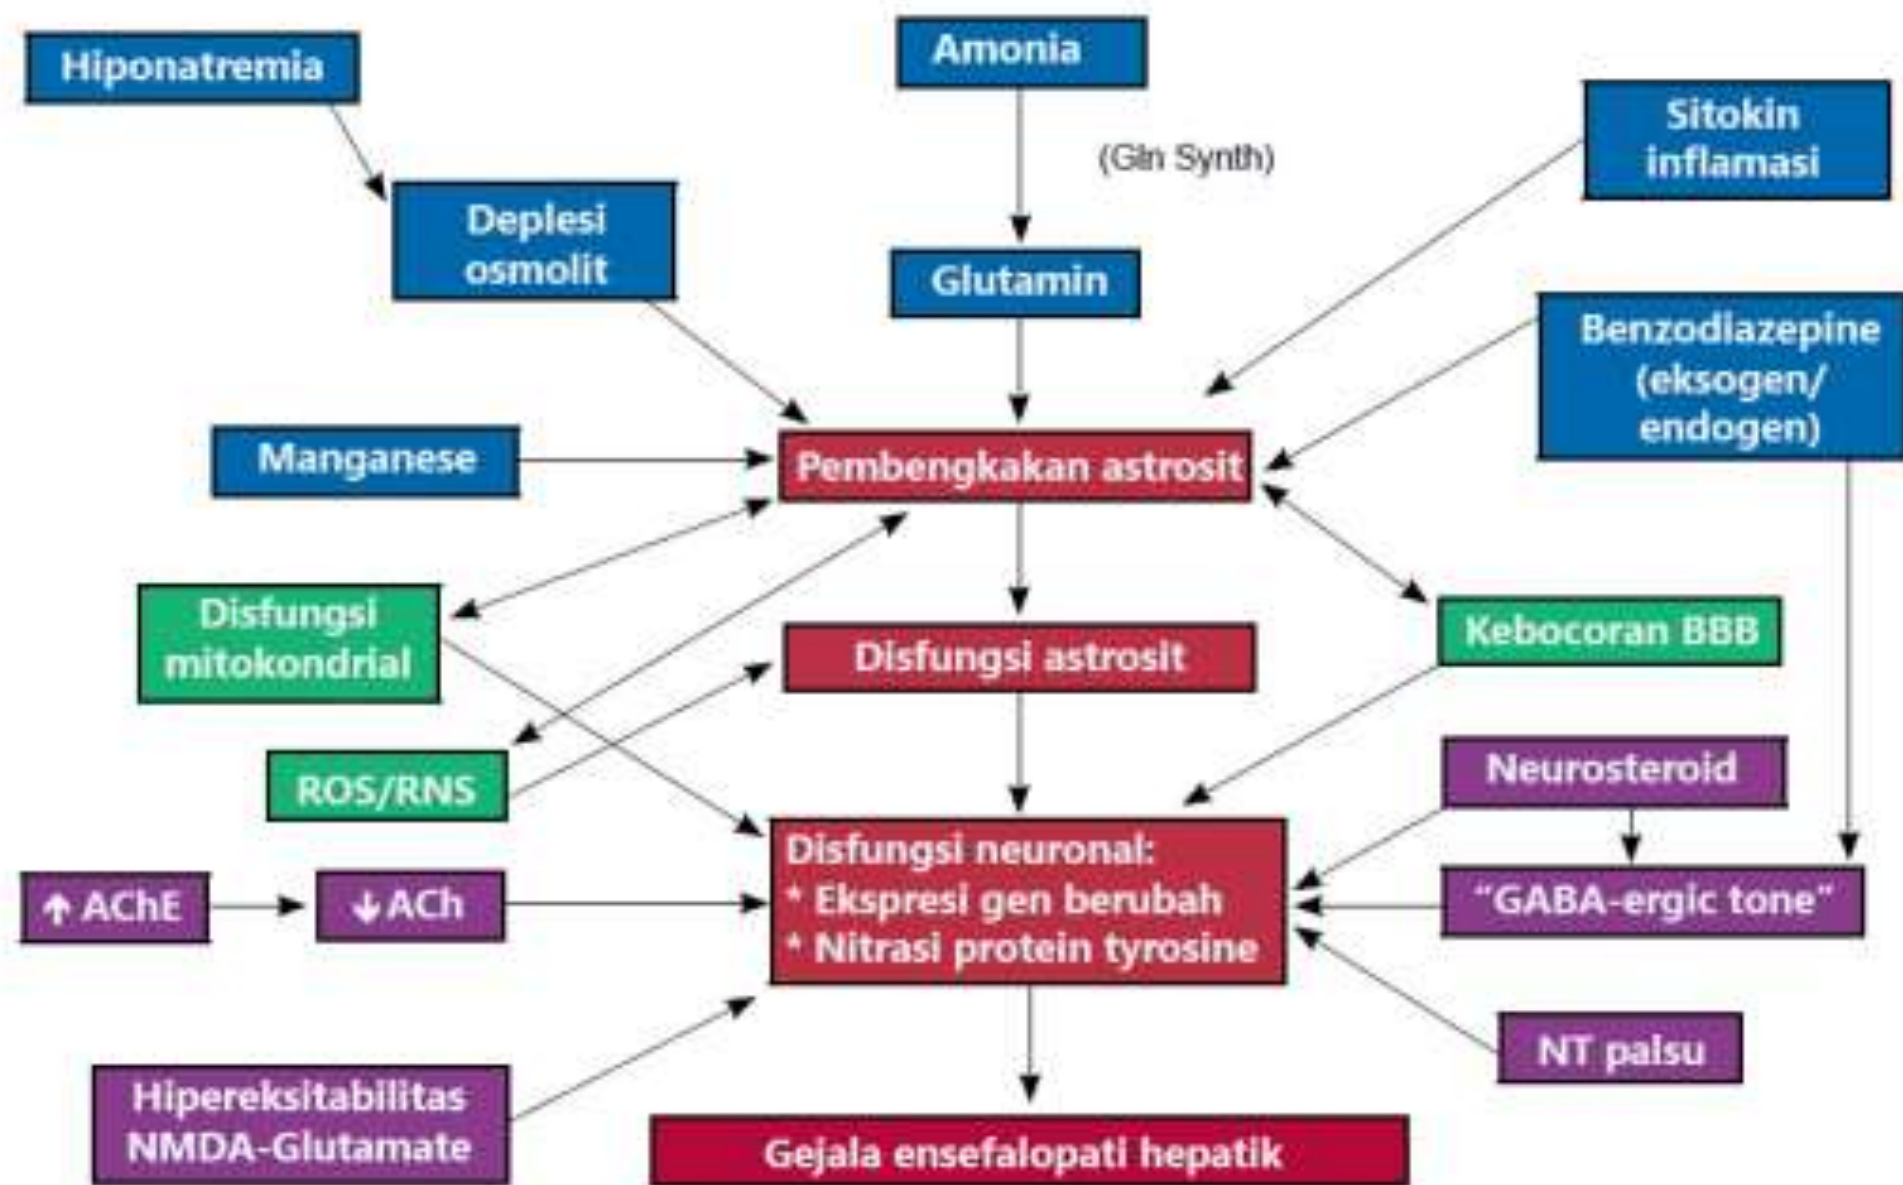 Hiponatremia
Amonia
Sitokin
inflamasi
(Gln Synth)
Deplesi
osmolit
Glutamin
Benzodiazepine
(eksogen/
endogen)
Manganese
Pembengkakan astrosit
Disfungsi
mitokondrial
Kebocoran BBB
Disfungsi astrosit
ROS/RNS
Neurosteroid
↑ AChE
↓ACh
Disfungsi neuronal:
* Ekspresi gen berubah
* Nitrasi protein tyrosine
“GABA-ergic tone”
NT palsu
Hipereksitabilitas
NMDA-Glutamate
Gejala ensefalopati hepatik